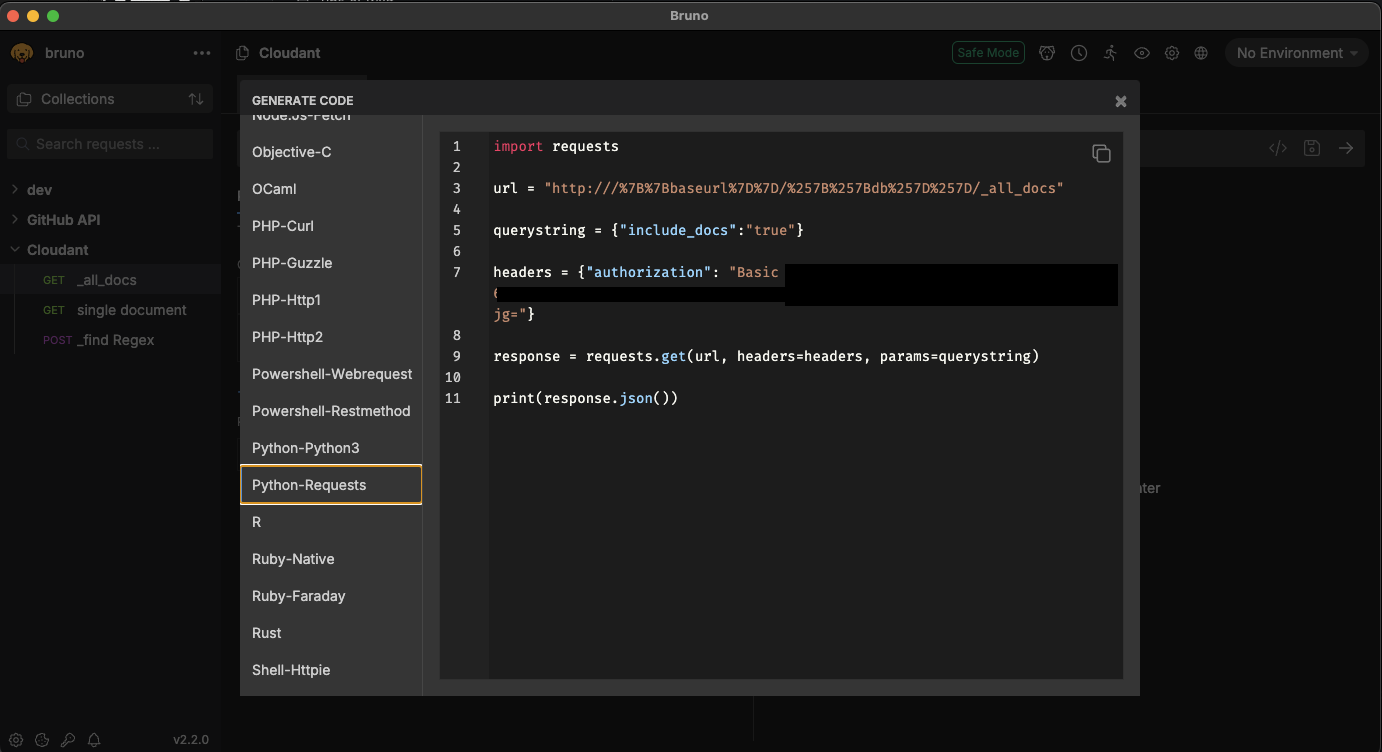 Bruno
bruno
Cloudant
Safe Mode
No Environment
Collections
Search requests ...
dev
GitHub API
Cloudant
GET _all_docs
GET single document
POST _find Regex
v2.2.0
GENERATE CODE
Node.Js-Fetch
Objective-C
OCaml
PHP-Curl
PHP-Guzzle
PHP-Http1
PHP-Http2
Powershell-Webrequest
Powershell-Restmethod
Python-Python3
Python-Requests
R
Ruby-Native
Ruby-Faraday
Rust
Shell-Httpie
1 import requests
2
3 url = "http:///%7B%7Bbaseurl%7D%7D/%257B%257Bdb%257D%257D/_all_docs"
4
5 querystring = {"include_docs":"true"}
6
7 headers = {"authorization": "Basic
jg="}
8
9 response = requests.get(url, headers=headers, params=querystring)
10
11 print(response.json())